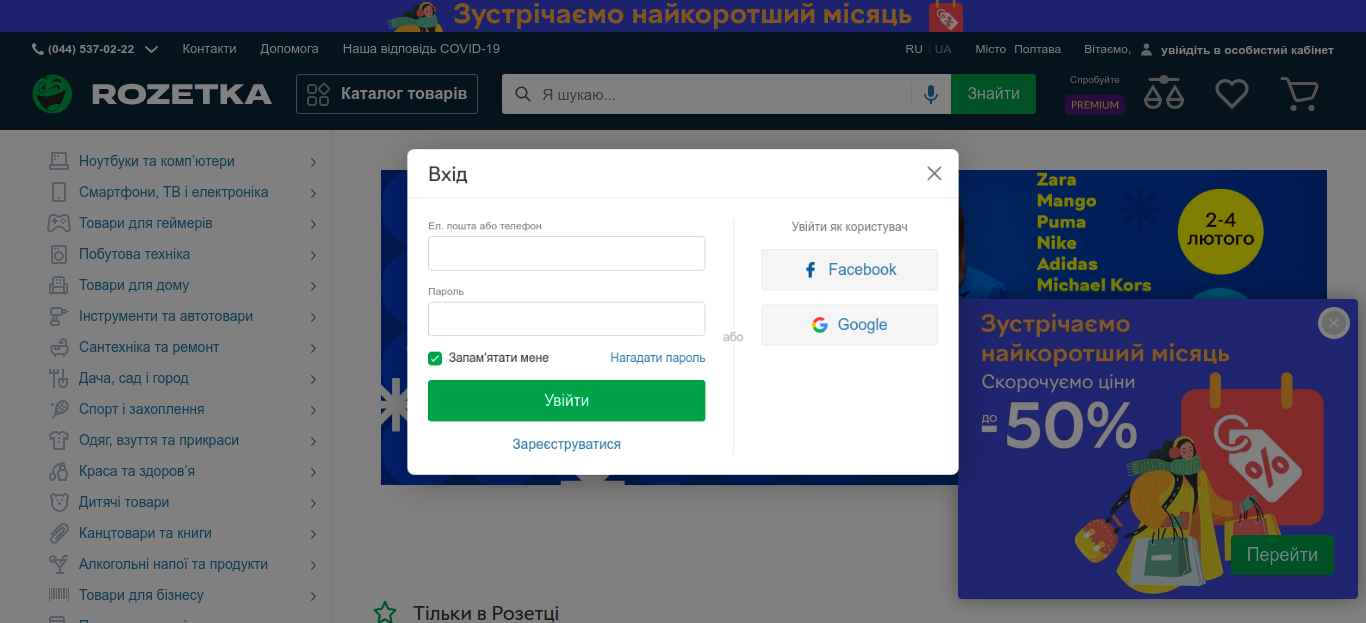 Зустрічаємо найкоротший місяць
(044) 537-02-22
Контакти
Допомога
Наша відповідь COVID-19
RU | UA
Місто Полтава
Вітаємо, увійдіть в особистий кабінет
ROZETKA
Каталог товарів
Я шукаю...
Знайти
Спробуйте
PREMIUM
Ноутбуки та комп'ютери
Смартфони, ТВ і електроніка
Товари для геймерів
Побутова техніка
Товари для дому
Інструменти та автотовари
Сантехніка та ремонт
Дача, сад і город
Спорт і захоплення
Одяг, взуття та прикраси
Краса та здоров'я
Дитячі товари
Канцтовари та книги
Алкогольні напої та продукти
Товари для бізнесу
Вхід
Ел. пошта або телефон
Пароль
Запам'ятати мене
Нагадати пароль
Увійти
Зареєструватися
або
Увійти як користувач
Facebook
Google
Zara
Mango
Puma
Nike
Adidas
Michael Kors
2-4
ЛЮТОГО
Зустрічаємо
найкоротший місяць
Скорочуємо ціни
до
-50%
%
Перейти
Тільки в Розетці